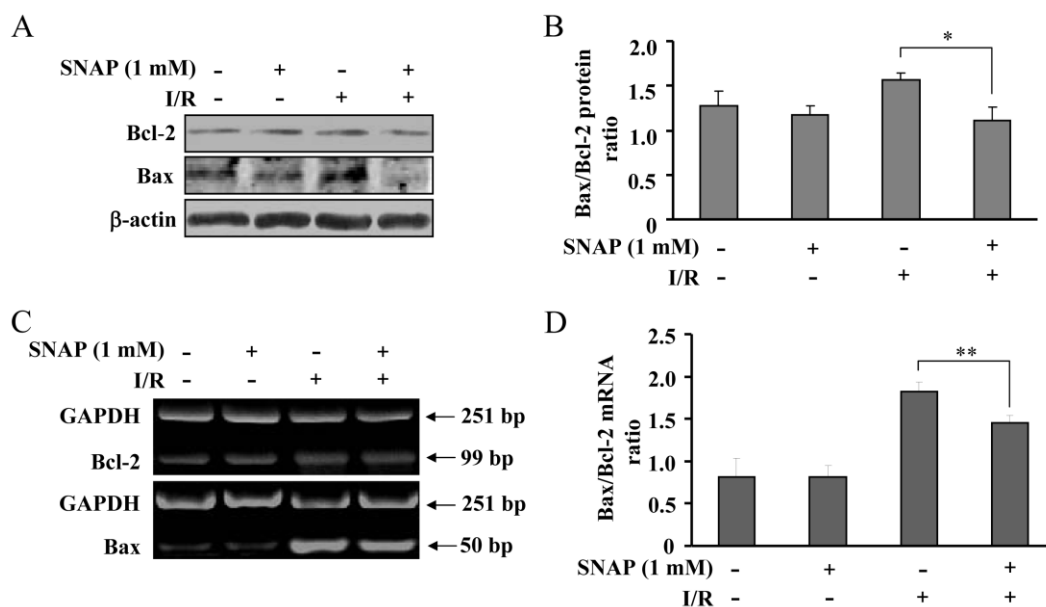 A
SNAP (1 mM) - + - +
I/R - - + +
Bcl-2
Bax
β-actin
B
Bax/Bcl-2 protein
ratio
2.0
1.5
1.0
0.5
0
*
SNAP (1 mM) - + - +
I/R - - + +
C
SNAP (1 mM) - + - +
I/R - - + +
GAPDH ← 251 bp
Bcl-2 ← 99 bp
GAPDH ← 251 bp
Bax ← 50 bp
D
Bax/Bcl-2 mRNA
ratio
2.5
2.0
1.5
1.0
0.5
0
**
SNAP (1 mM) - + - +
I/R - - + +